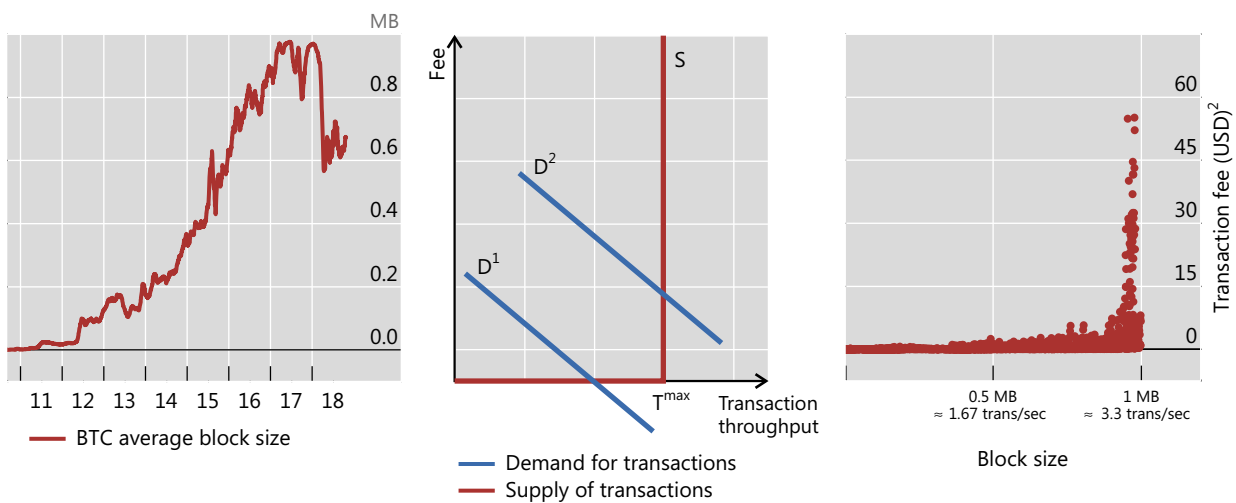 MB
0.8
0.6
0.4
0.2
0.0
11 12 13 14 15 16 17 18
BTC average block size
Fee
S
D²
D¹
Tᵐᵃˣ
Transaction
throughput
Demand for transactions
Supply of transactions
60
45
30
15
0
Transaction fee (USD)²
0.5 MB
≈ 1.67 trans/sec
1 MB
≈ 3.3 trans/sec
Block size